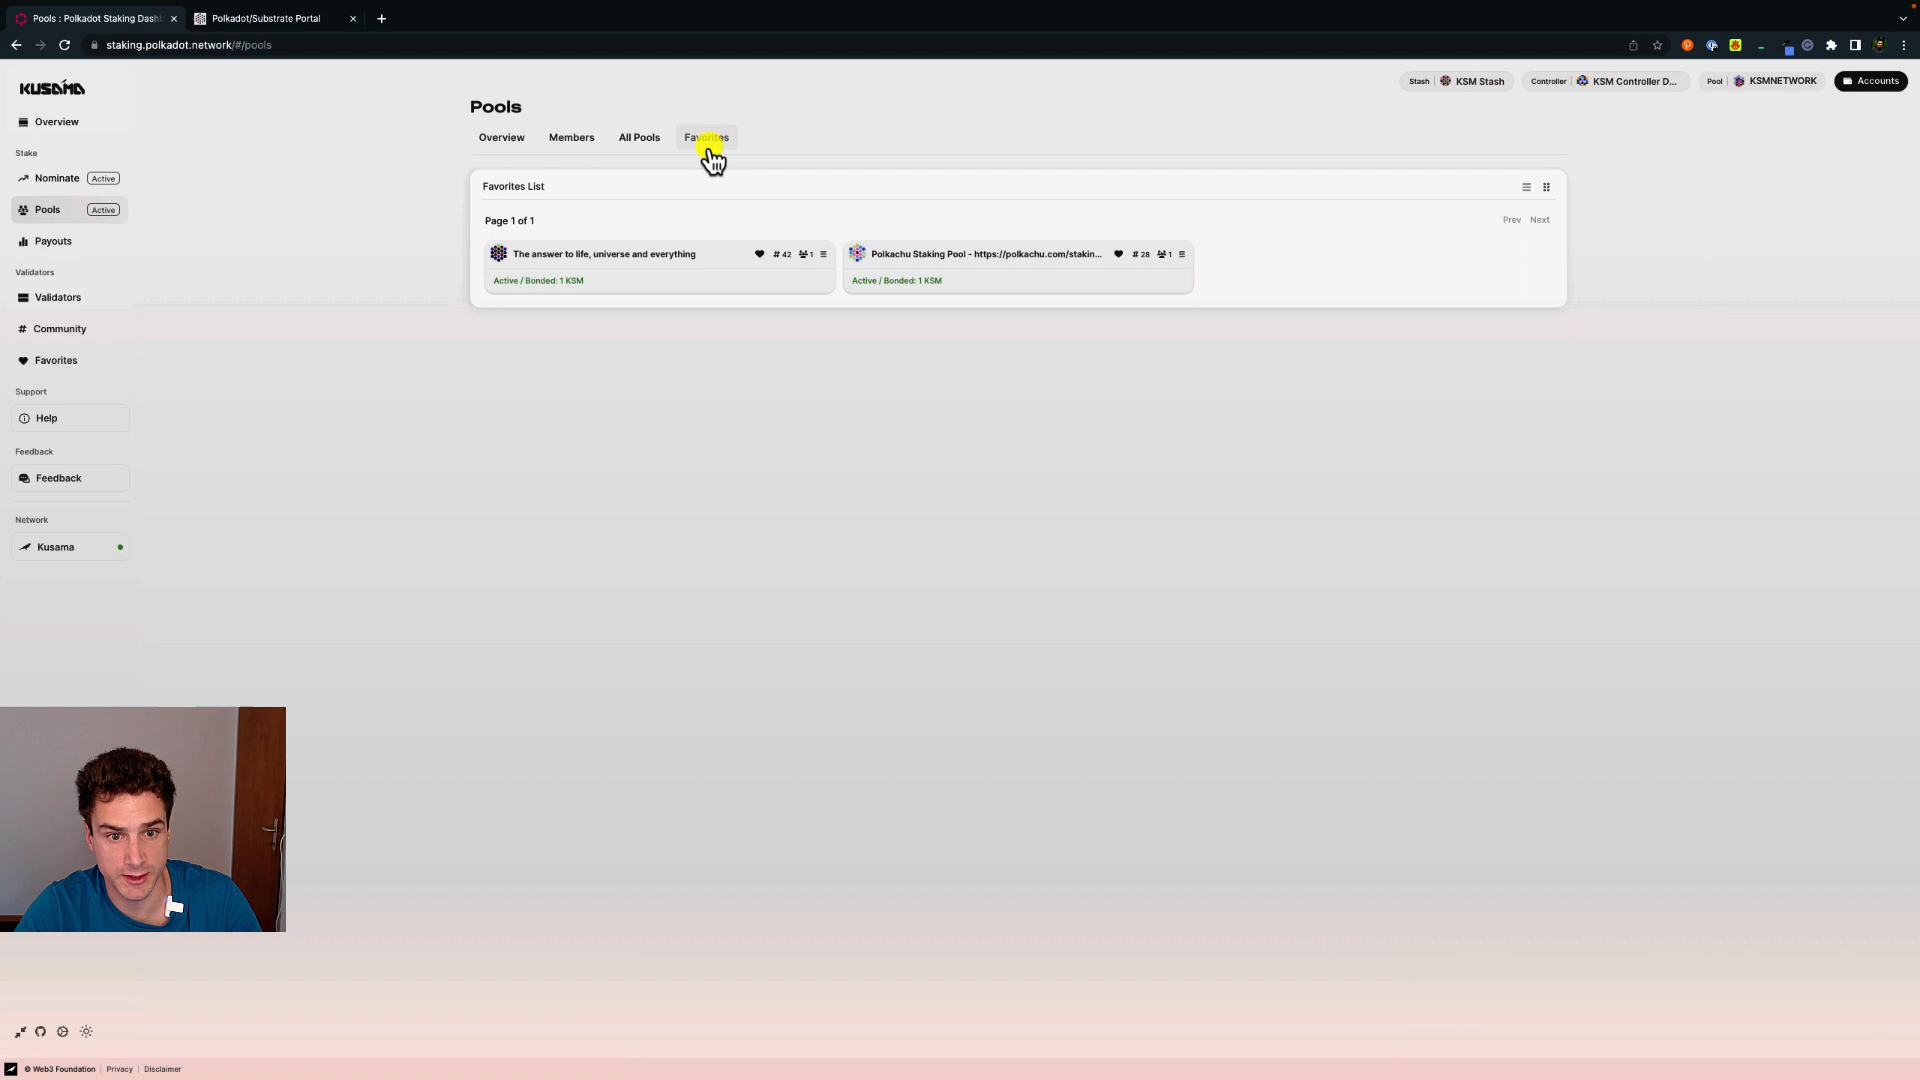 Pools : Polkadot Staking Dash
Polkadot/Substrate Portal
staking.polkadot.network/#/pools
KUSAMA
Stash KSM Stash
Controller KSM Controller D...
Pool KSMNETWORK
Accounts
Overview
Stake
Nominate Active
Pools Active
Payouts
Validators
Validators
Community
Favorites
Support
Help
Feedback
Feedback
Network
Kusama
Pools
Overview Members All Pools Favorites
Favorites List
Page 1 of 1
Prev Next
The answer to life, universe and everything # 42 1
Active / Bonded: 1 KSM
Polkachu Staking Pool - https://polkachu.com/stakin... # 28 1
Active / Bonded: 1 KSM
© Web3 Foundation Privacy Disclaimer